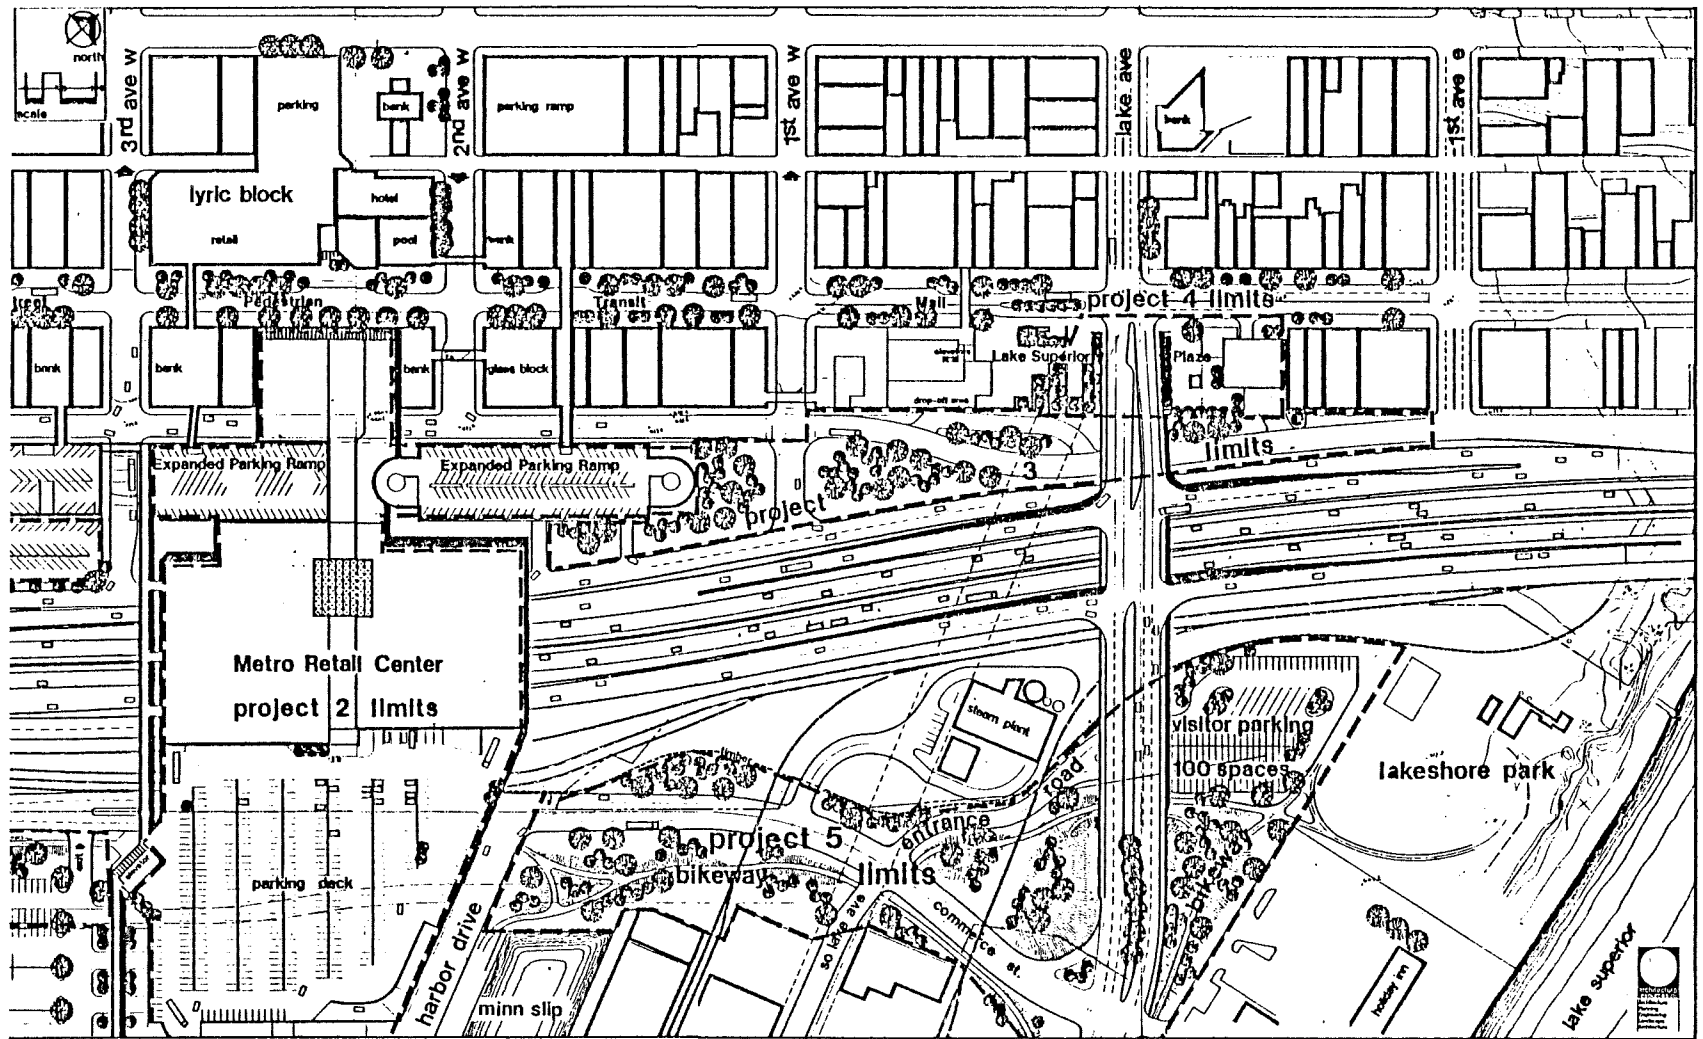 north
scale
3rd ave w
2nd ave w
1st ave w
lake ave
1st ave e
parking
bank
parking ramp
bank
lyric block
hotel
retail
pool
bank
Pedestrian
Transit
Mall
project 4 limits
bank
bank
bank
glass block
Lake Superior
Plaza
drop-off area
limits
Expanded Parking Ramp
Expanded Parking Ramp
3
project
Metro Retail Center
project 2 limits
steam plant
visitor parking
100 spaces
lakeshore park
road
entrance
project 5
limits
bikeway
bikeway
parking deck
so lake ave
commerce st.
harbor drive
minn slip
holiday inn
lake superior